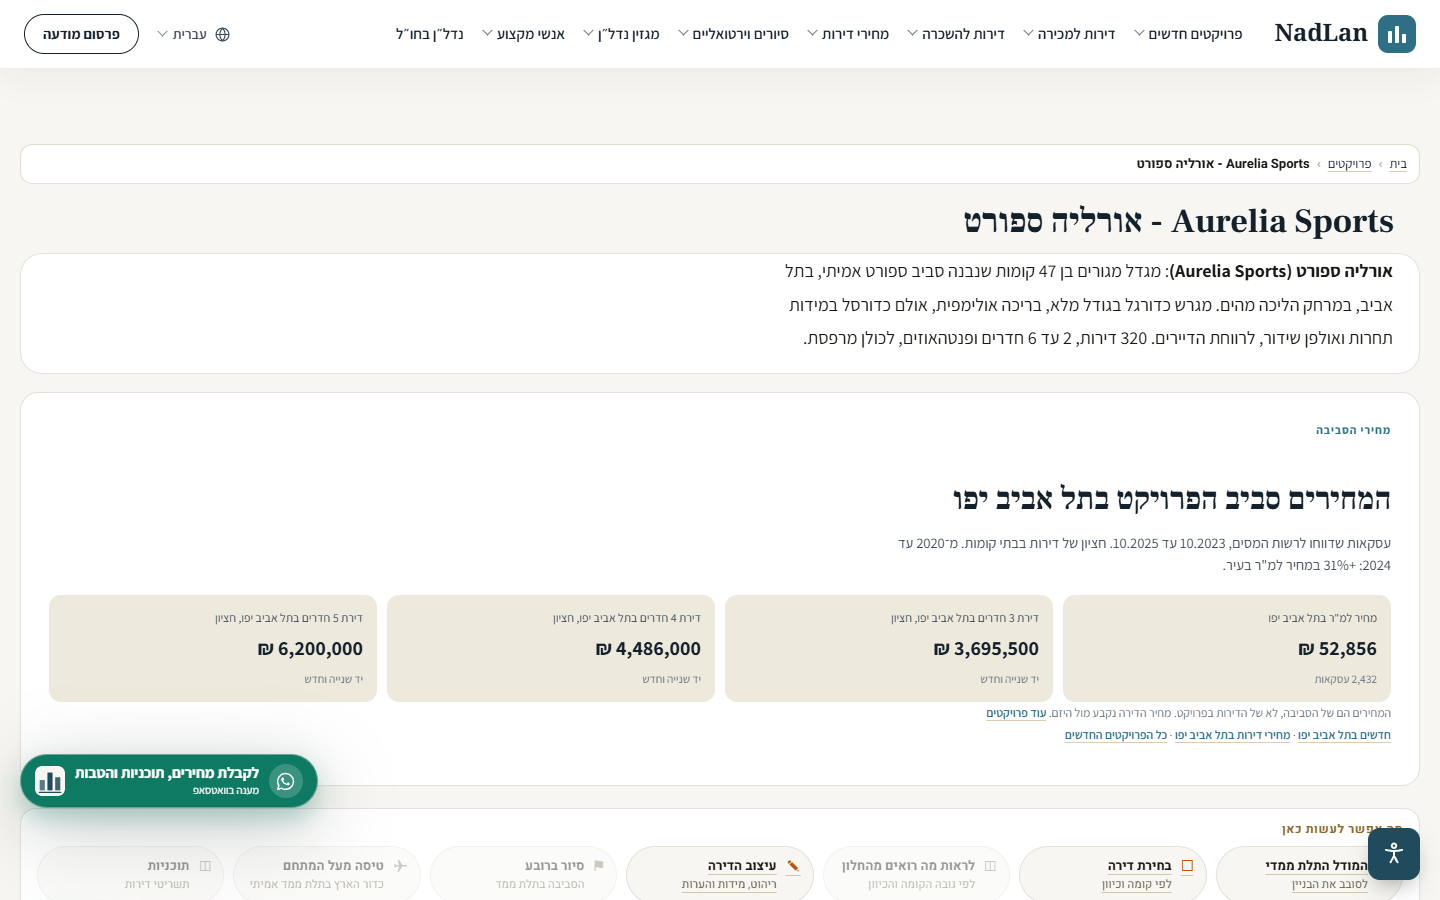 NadLan
פרויקטים חדשים
דירות למכירה
דירות להשכרה
מחירי דירות
סיורים וירטואליים
מגזין נדל״ן
אנשי מקצוע
נדל״ן בחו״ל
עברית
פרסום מודעה
בית › פרויקטים › Aurelia Sports - אורליה ספורט
Aurelia Sports - אורליה ספורט
אורליה ספורט (Aurelia Sports): מגדל מגורים בן 47 קומות שנבנה סביב ספורט אמיתי, בתל
אביב, במרחק הליכה מהים. מגרש כדורגל בגודל מלא, בריכה אולימפית, אולם כדורסל במידות
תחרות ואולפן שידור, לרווחת הדיירים. 320 דירות, 2 עד 6 חדרים ופנטהאוזים, לכולן מרפסת.
מחירי הסביבה
המחירים סביב הפרויקט בתל אביב יפו
עסקאות שדווחו לרשות המסים, 10.2023 עד 10.2025. חציון של דירות בבתי קומות. מ־2020 עד
2024: +31% במחיר למ"ר בעיר.
מחיר למ"ר בתל אביב יפו
52,856 ₪
2,432 עסקאות
דירת 3 חדרים בתל אביב יפו, חציון
3,695,500 ₪
יד שנייה וחדש
דירת 4 חדרים בתל אביב יפו, חציון
4,486,000 ₪
יד שנייה וחדש
דירת 5 חדרים בתל אביב יפו, חציון
6,200,000 ₪
יד שנייה וחדש
המחירים הם של הסביבה, לא של הדירות בפרויקט. מחיר הדירה נקבע מול היזם. עוד פרויקטים
חדשים בתל אביב יפו · מחירי דירות בתל אביב יפו · כל הפרויקטים החדשים
לקבלת מחירים, תוכניות והטבות
מענה בוואטסאפ
אפשר לעשות כאן
המודל התלת ממדי
לסובב את הבניין
בחירת דירה
לפי קומה וכיוון
לראות מה רואים מהחלון
לפי גובה הקומה והכיוון
עיצוב הדירה
ריהוט, מידות והערות
סיור ברובע
הסביבה בתלת ממד
טיסה מעל המתחם
כדור הארץ בתלת ממד אמיתי
תוכניות
תשריטי דירות